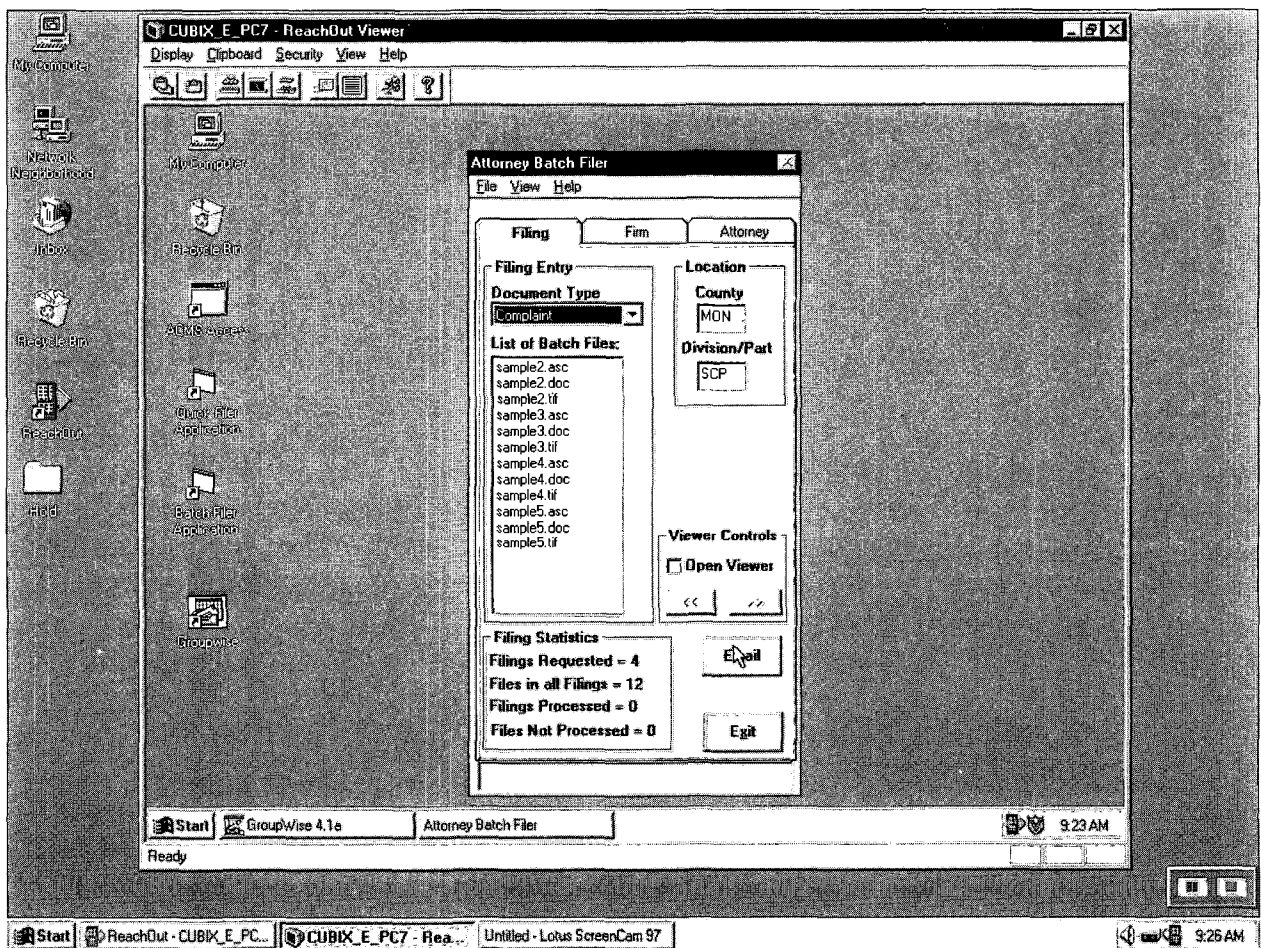 My Computer
Network
Neighborhood
Inbox
Recycle Bin
ReachOut
Hold
CUBIX_E_PC7 - ReachOut Viewer
Display Clipboard Security View Help
My Computer
Recycle Bin
ACMS Access
Quick Filer
Application
Batch Filer
Application
Groupwise
Attorney Batch Filer
File View Help
Filing Firm Attorney
Filing Entry
Document Type
Complaint
List of Batch Files:
sample2.asc
sample2.doc
sample2.tif
sample3.asc
sample3.doc
sample3.tif
sample4.asc
sample4.doc
sample4.tif
sample5.asc
sample5.doc
sample5.tif
Location
County
MON
Division/Part
SCP
Viewer Controls
Open Viewer
<< >>
Filing Statistics
Filings Requested = 4
Files in all Filings = 12
Filings Processed = 0
Files Not Processed = 0
Email
Exit
Start GroupWise 4.1a Attorney Batch Filer 9:23 AM
Ready
Start ReachOut - CUBIX_E_PC... CUBIX_E_PC7 - Rea... Untitled - Lotus ScreenCam 97 9:26 AM